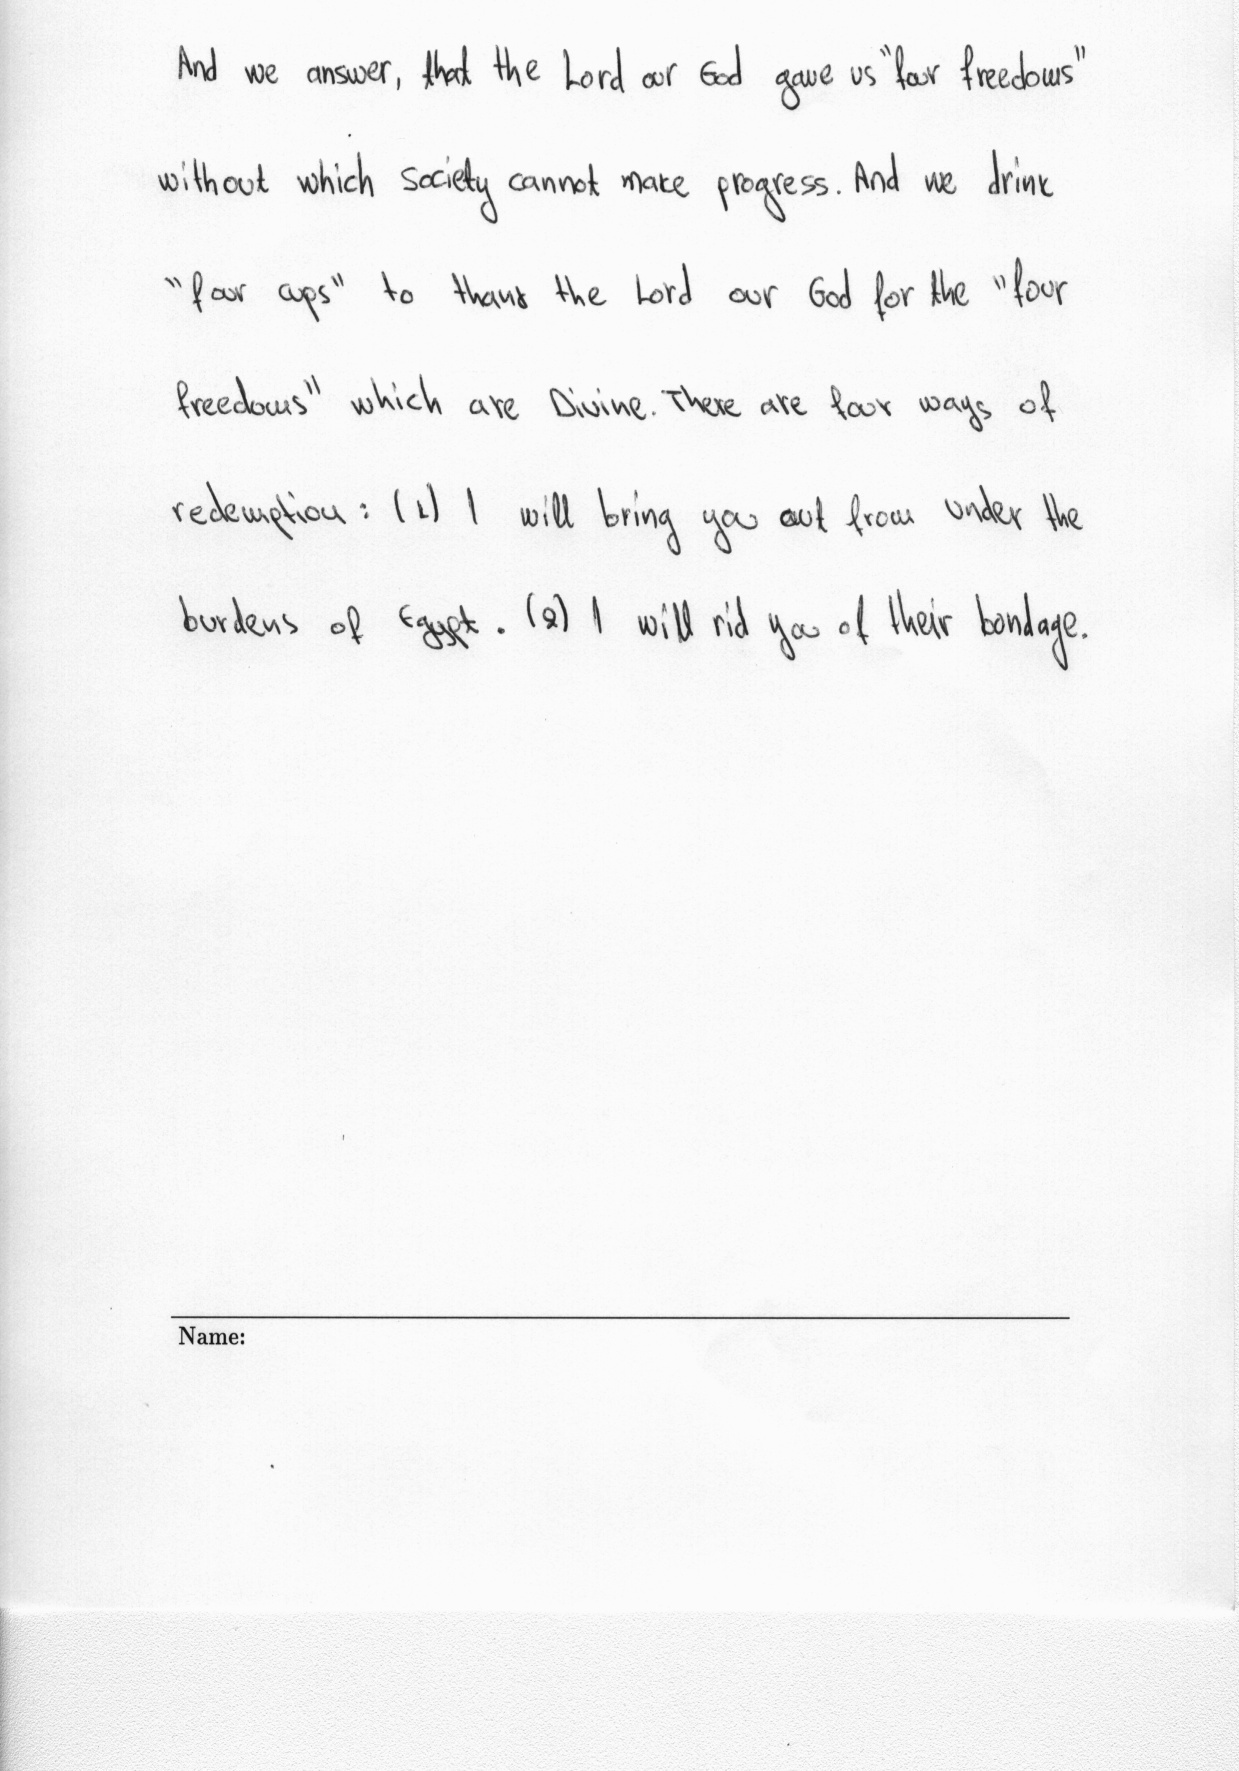 And we answer, that the Lord our God gave us "four freedoms"
without which society cannot make progress. And we drink
"four cups" to thank the Lord our God for the "four
freedoms" which are Divine. There are four ways of
redemption: (1) I will bring you out from under the
burdens of Egypt. (2) I will rid you of their bondage.
Name: